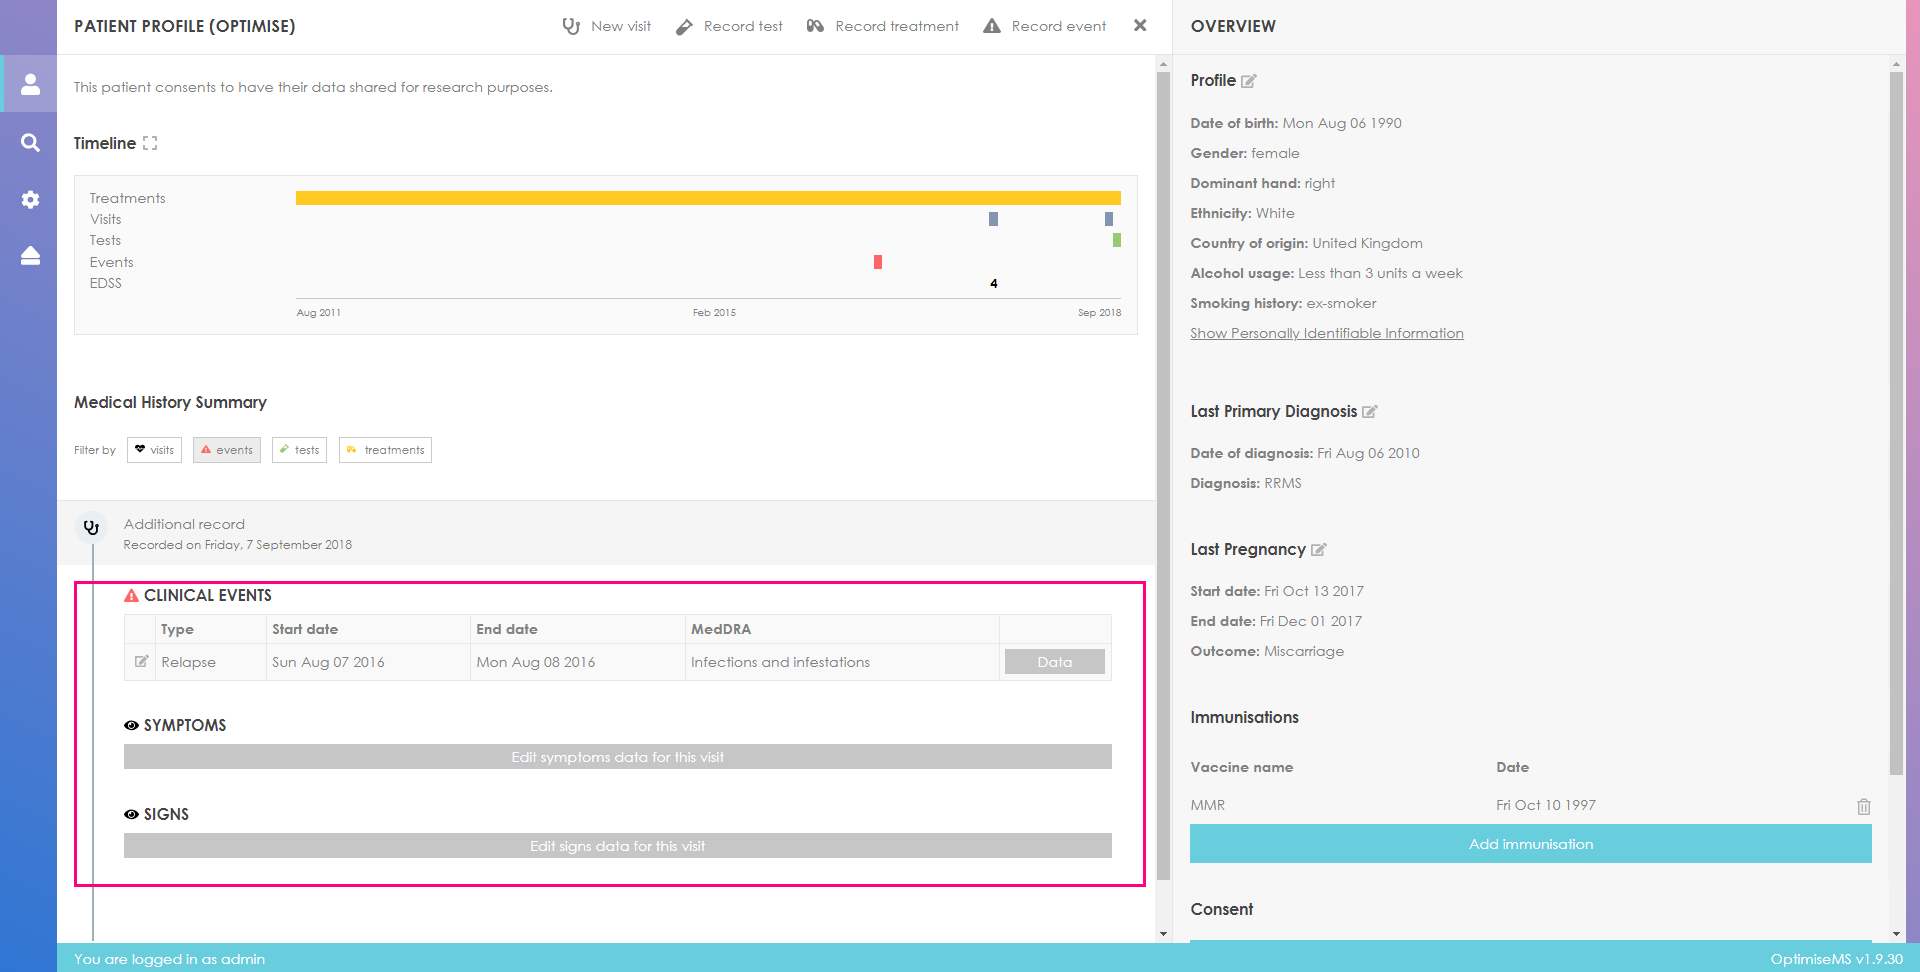 PATIENT PROFILE (OPTIMISE)
New visit
Record test
Record treatment
Record event
This patient consents to have their data shared for research purposes.
Timeline
Treatments
Visits
Tests
Events
EDSS
4
Aug 2011
Feb 2015
Sep 2018
Medical History Summary
Filter by
visits
events
tests
treatments
Additional record
Recorded on Friday, 7 September 2018
CLINICAL EVENTS
Type
Start date
End date
MedDRA
Relapse
Sun Aug 07 2016
Mon Aug 08 2016
Infections and infestations
Data
SYMPTOMS
Edit symptoms data for this visit
SIGNS
Edit signs data for this visit
OVERVIEW
Profile
Date of birth: Mon Aug 06 1990
Gender: female
Dominant hand: right
Ethnicity: White
Country of origin: United Kingdom
Alcohol usage: Less than 3 units a week
Smoking history: ex-smoker
Show Personally Identifiable Information
Last Primary Diagnosis
Date of diagnosis: Fri Aug 06 2010
Diagnosis: RRMS
Last Pregnancy
Start date: Fri Oct 13 2017
End date: Fri Dec 01 2017
Outcome: Miscarriage
Immunisations
Vaccine name
Date
MMR
Fri Oct 10 1997
Add immunisation
Consent
You are logged in as admin
OptimiseMS v1.9.30